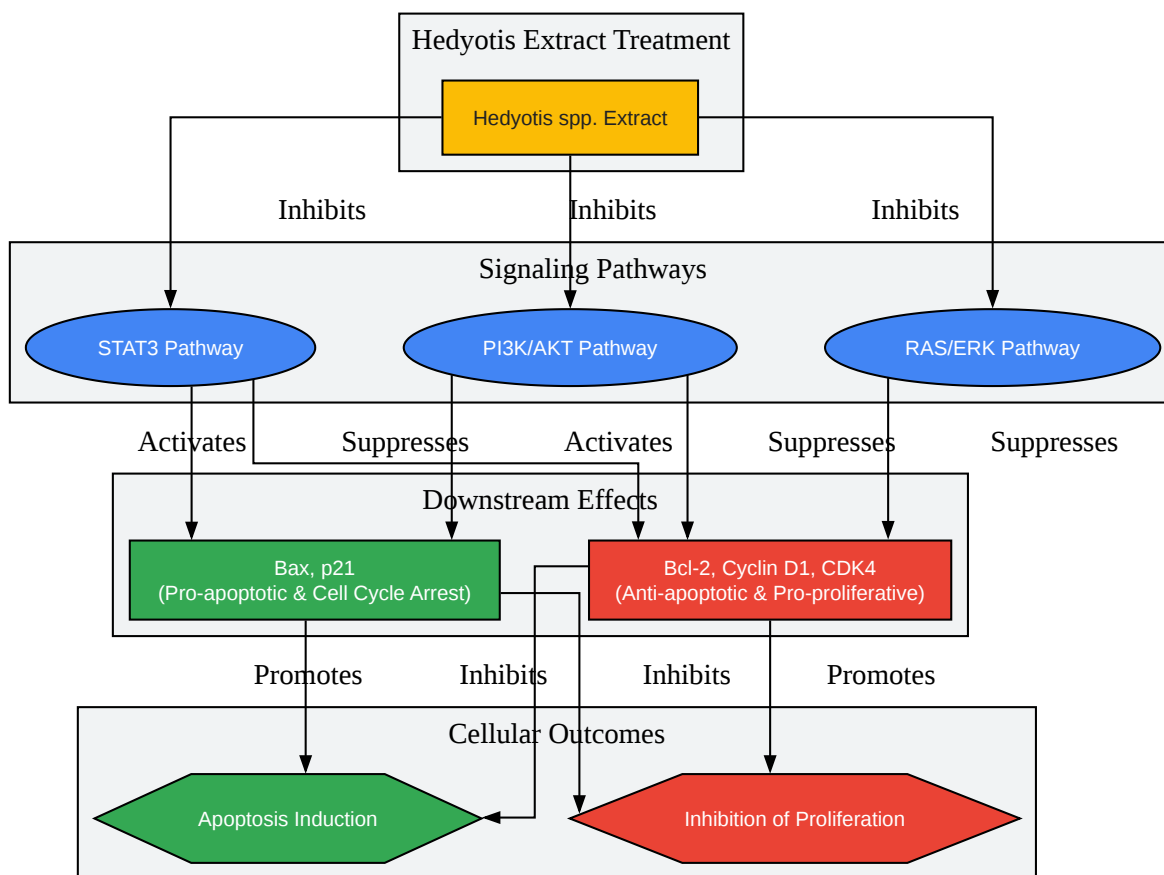 Hedyotis Extract Treatment
Hedyotis spp. Extract
Inhibits
Inhibits
Inhibits
Signaling Pathways
STAT3 Pathway
PI3K/AKT Pathway
RAS/ERK Pathway
Activates
Suppresses
Activates
Suppresses
Suppresses
Downstream Effects
Bax, p21
(Pro-apoptotic & Cell Cycle Arrest)
Bcl-2, Cyclin D1, CDK4
(Anti-apoptotic & Pro-proliferative)
Promotes
Inhibits
Inhibits
Promotes
Cellular Outcomes
Apoptosis Induction
Inhibition of Proliferation